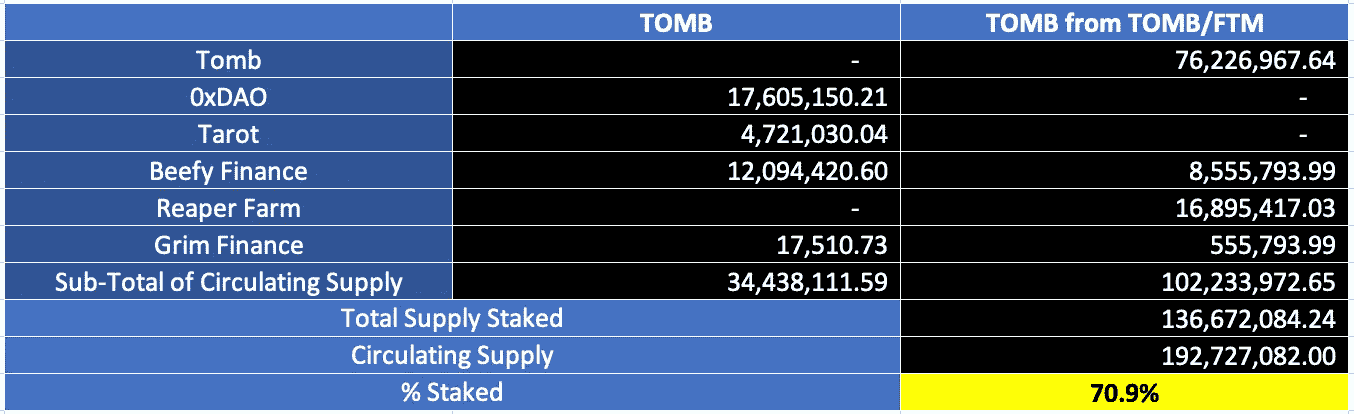 TOMB TOMB from TOMB/FTM
Tomb - 76,226,967.64
0xDAO 17,605,150.21 -
Tarot 4,721,030.04 -
Beefy Finance 12,094,420.60 8,555,793.99
Reaper Farm - 16,895,417.03
Grim Finance 17,510.73 555,793.99
Sub-Total of Circulating Supply 34,438,111.59 102,233,972.65
Total Supply Staked 136,672,084.24
Circulating Supply 192,727,082.00
% Staked 70.9%